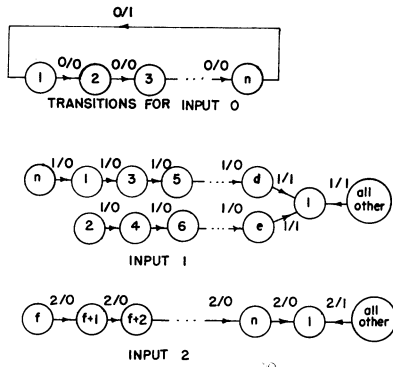 0/1
0/0 0/0 0/0
1 2 3 ... n
TRANSITIONS FOR INPUT 0
1/0 1/0 1/0 1/0
n 1 3 5 ... d 1/1 1/1
1/0 1/0 1/0 1 all other
2 4 6 ... e 1/1
INPUT 1
2/0 2/0 2/0 2/0 2/1
f f+1 f+2 ... n 1 all other
INPUT 2